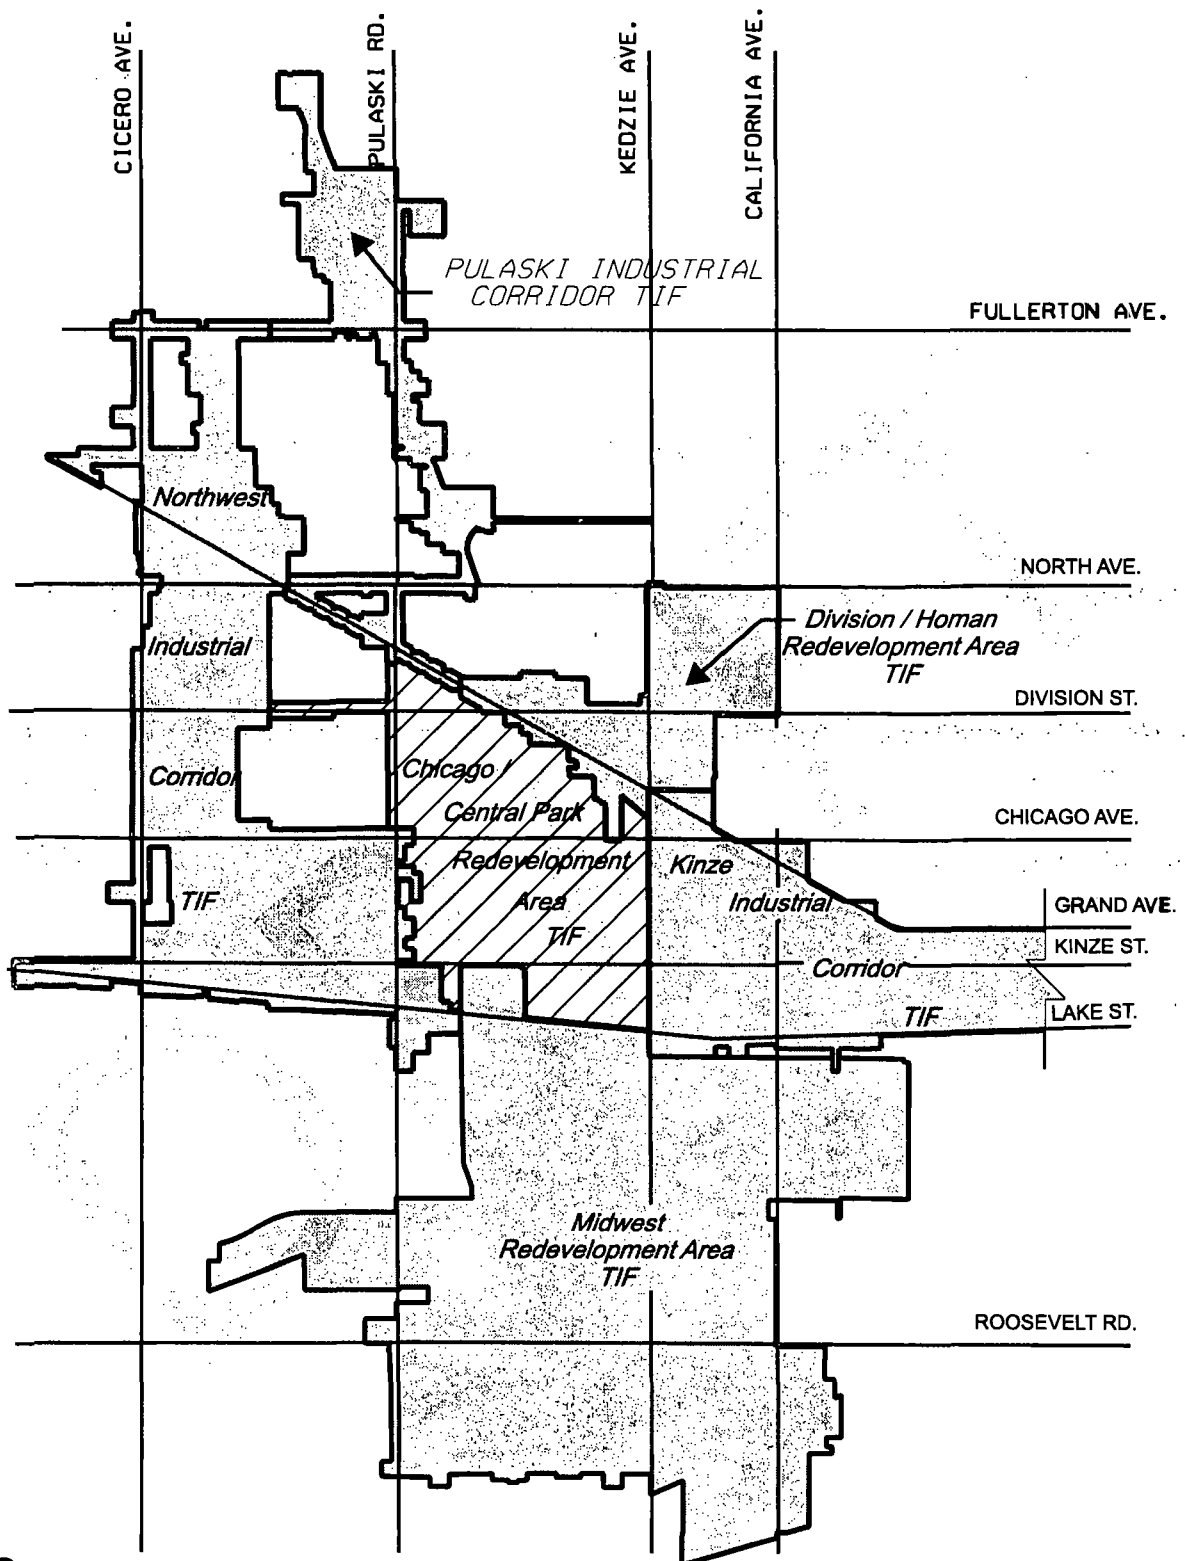 CICERO AVE.
PULASKI RD.
KEDZIE AVE.
CALIFORNIA AVE.
PULASKI INDUSTRIAL
CORRIDOR TIF
FULLERTON AVE.
Northwest
NORTH AVE.
Division / Homan
Redevelopment Area
TIF
Industrial
DIVISION ST.
Chicago /
Corridor
Central Park
CHICAGO AVE.
Redevelopment
Kinze
Area
TIF
Industrial
TIF
GRAND AVE.
KINZE ST.
Corridor
TIF
LAKE ST.
Midwest
Redevelopment Area
TIF
ROOSEVELT RD.